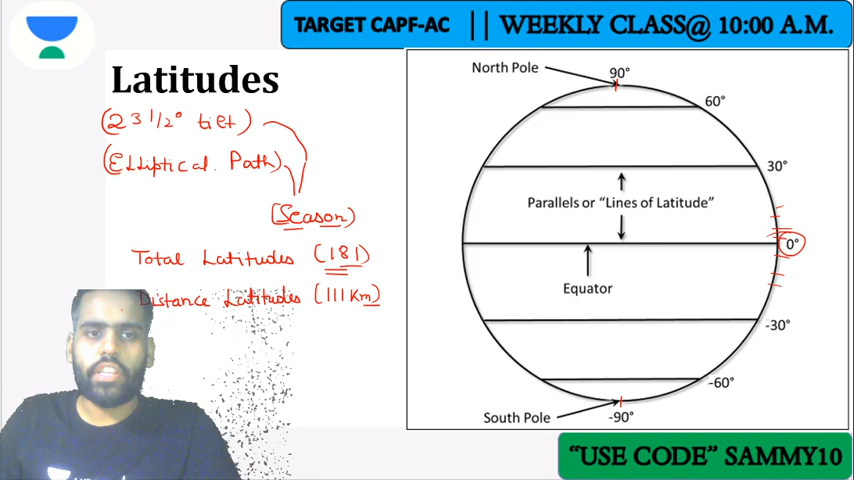 TARGET CAPF-AC || WEEKLY CLASS@ 10:00 A.M.
Latitudes
(23 1/2° tilt)
(Elliptical Path)
(Season)
Total Latitudes (181)
Distance Latitudes (111 Km)
North Pole
90°
60°
30°
Parallels or “Lines of Latitude”
0°
Equator
-30°
-60°
South Pole
-90°
“USE CODE” SAMMY10